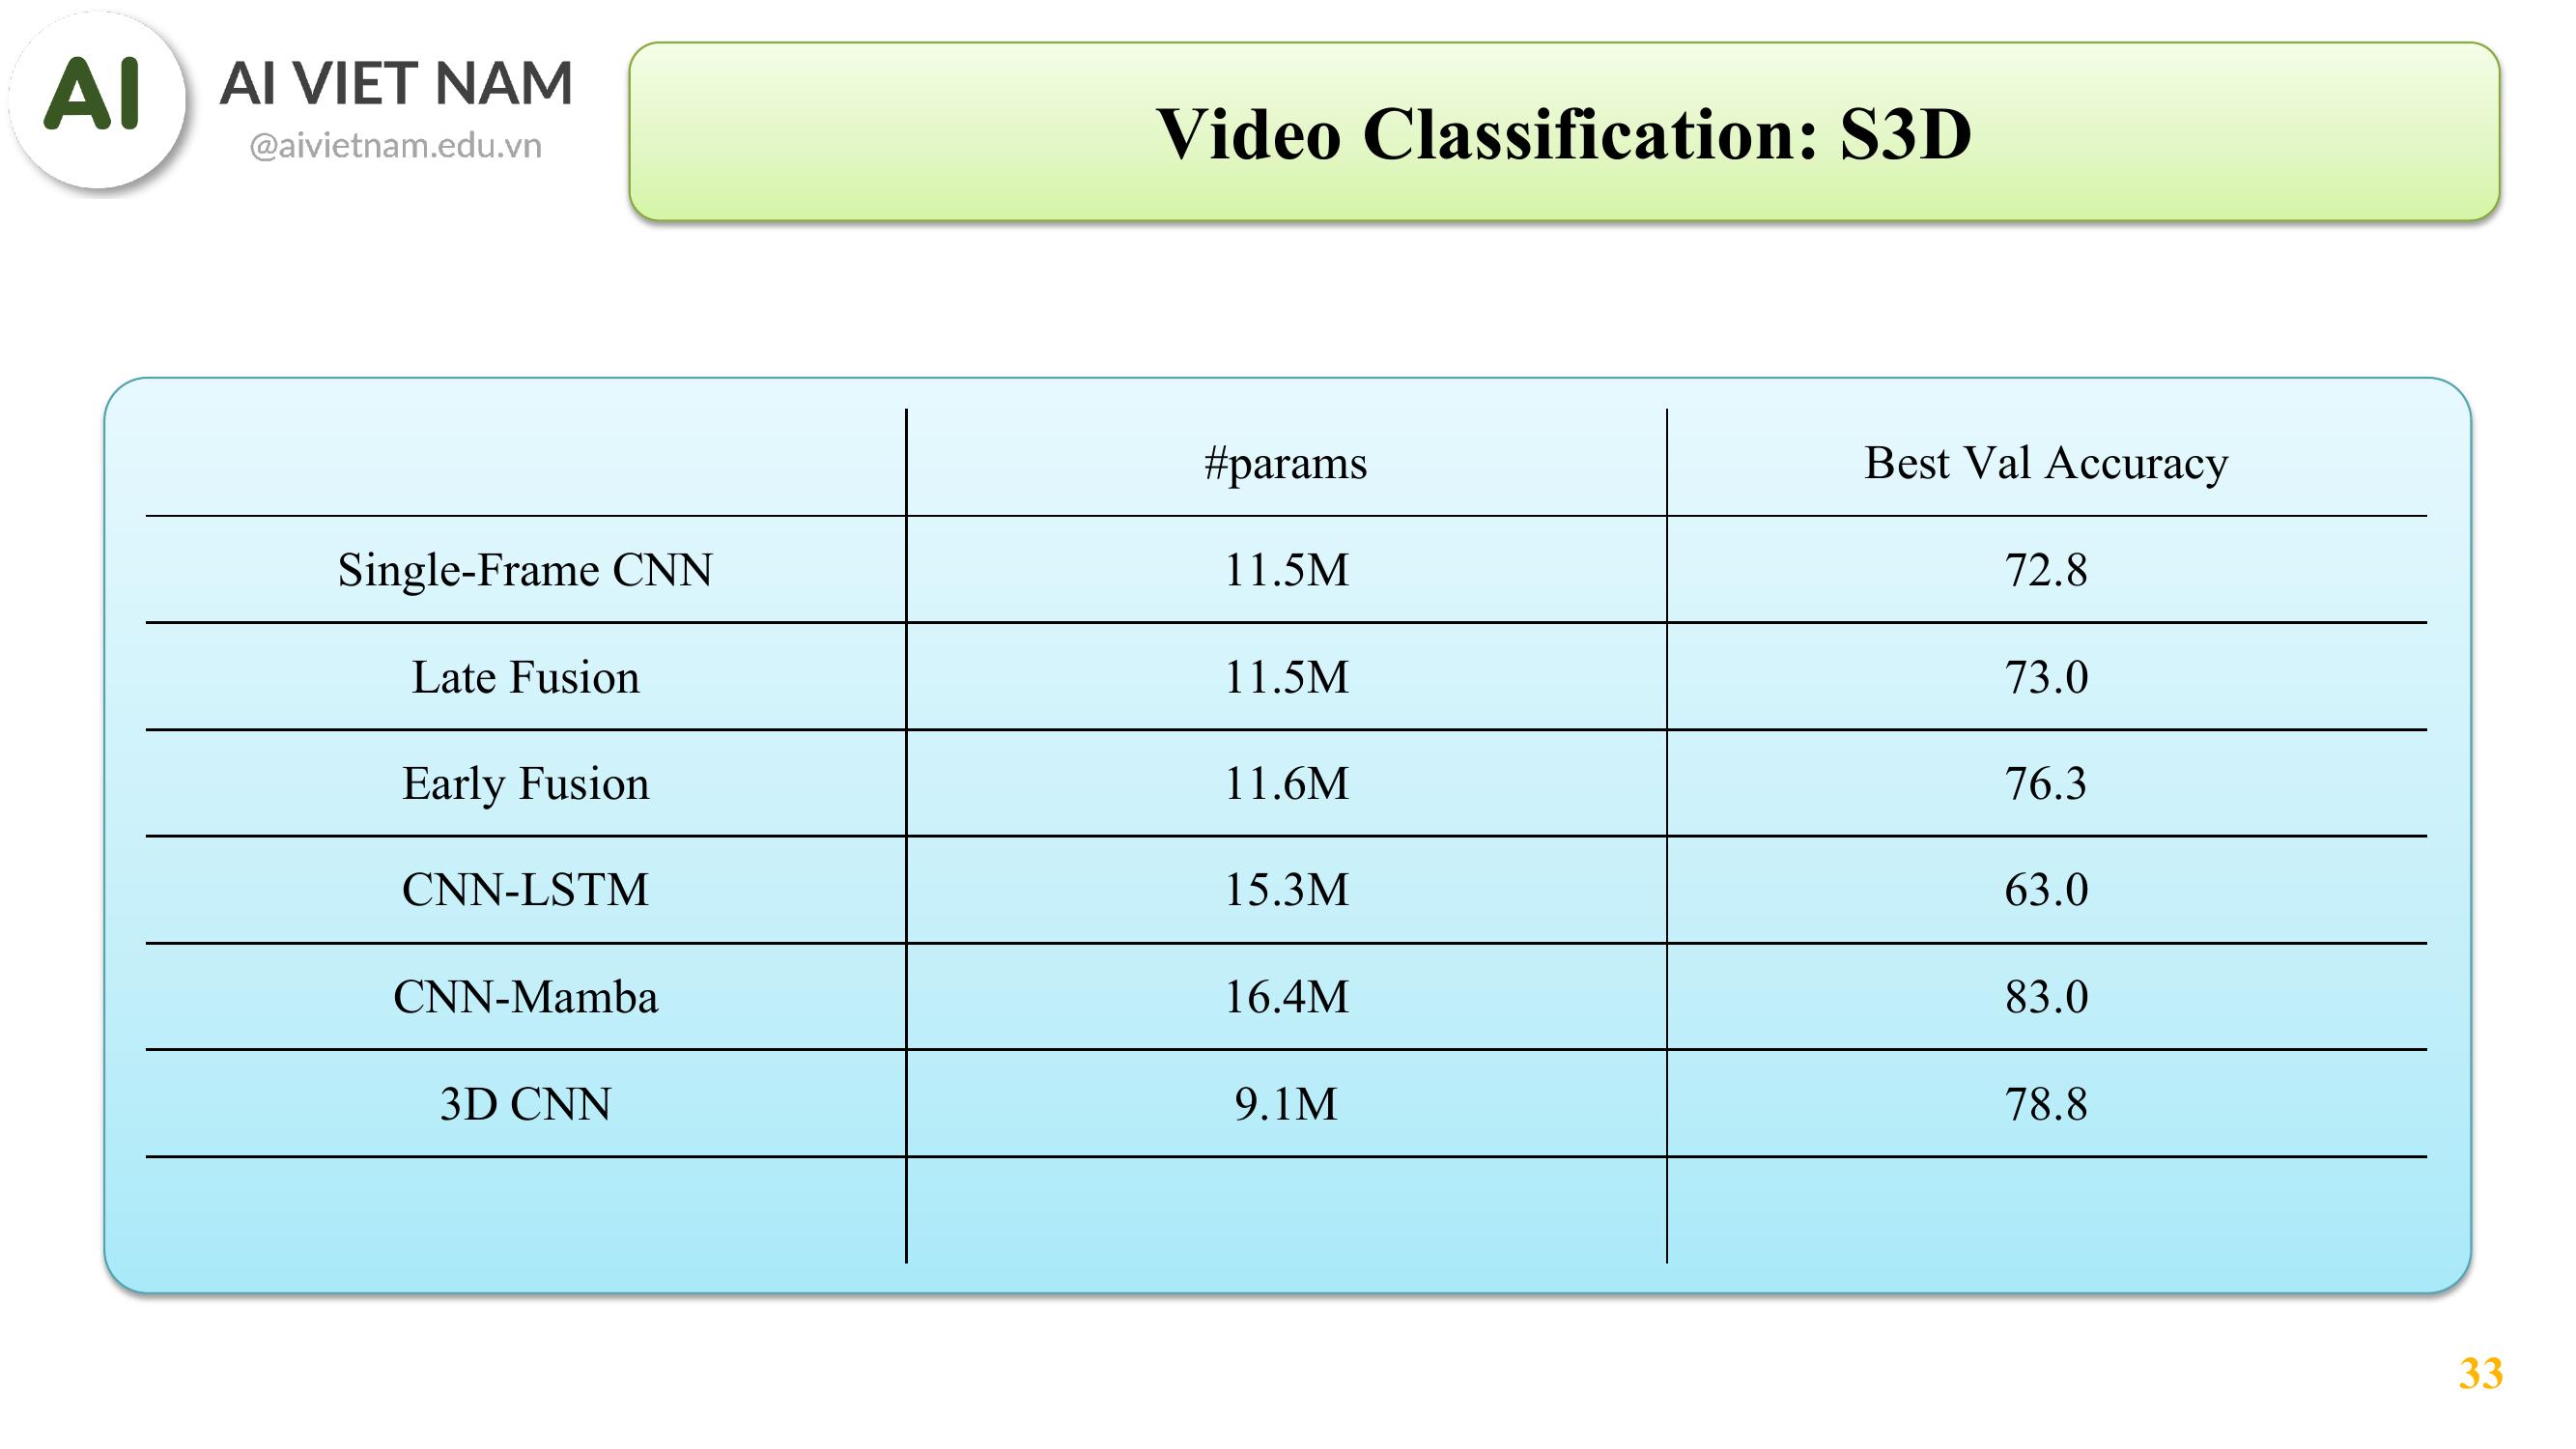 AI
AI VIET NAM
@aivietnam.edu.vn
Video Classification: S3D
#params Best Val Accuracy
Single-Frame CNN 11.5M 72.8
Late Fusion 11.5M 73.0
Early Fusion 11.6M 76.3
CNN-LSTM 15.3M 63.0
CNN-Mamba 16.4M 83.0
3D CNN 9.1M 78.8
33